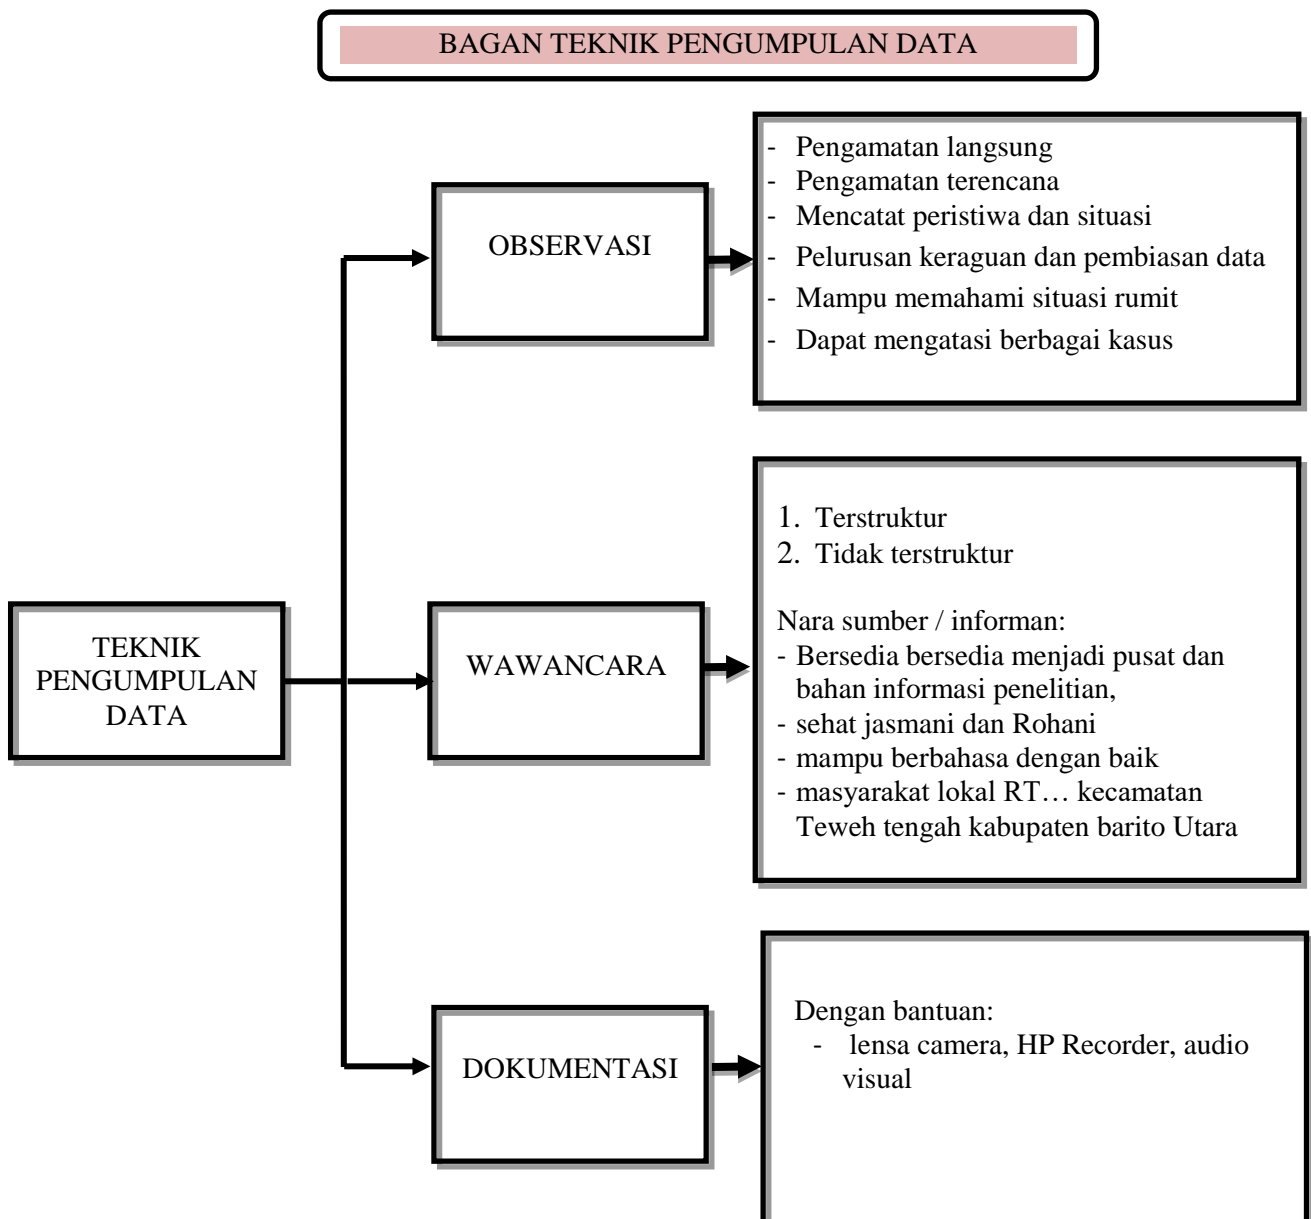 BAGAN TEKNIK PENGUMPULAN DATA
OBSERVASI
- Pengamatan langsung
- Pengamatan terencana
- Mencatat peristiwa dan situasi
- Pelurusan keraguan dan pembiasan data
- Mampu memahami situasi rumit
- Dapat mengatasi berbagai kasus
TEKNIK
PENGUMPULAN
DATA
WAWANCARA
1. Terstruktur
2. Tidak terstruktur
Nara sumber / informan:
- Bersedia bersedia menjadi pusat dan
bahan informasi penelitian,
- sehat jasmani dan Rohani
- mampu berbahasa dengan baik
- masyarakat lokal RT… kecamatan
Teweh tengah kabupaten barito Utara
DOKUMENTASI
Dengan bantuan:
- lensa camera, HP Recorder, audio
visual